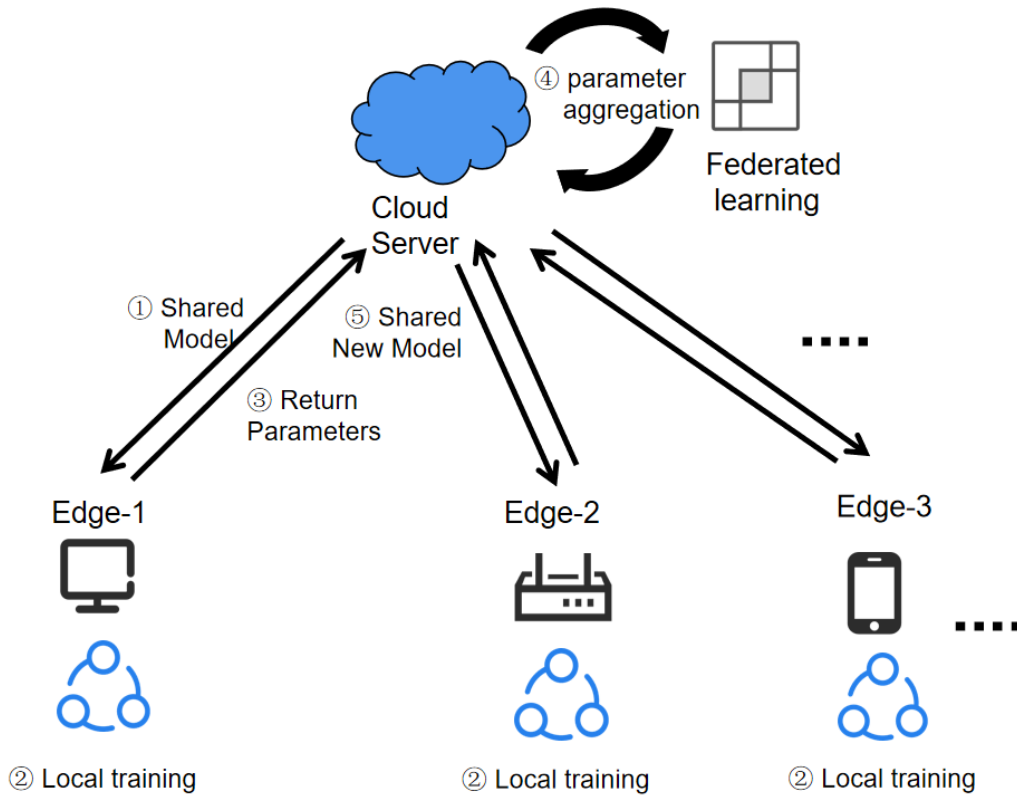 ④ parameter
aggregation
Federated
learning
Cloud
Server
① Shared
Model
⑤ Shared
New Model
③ Return
Parameters
Edge-1
Edge-2
Edge-3
② Local training
② Local training
② Local training